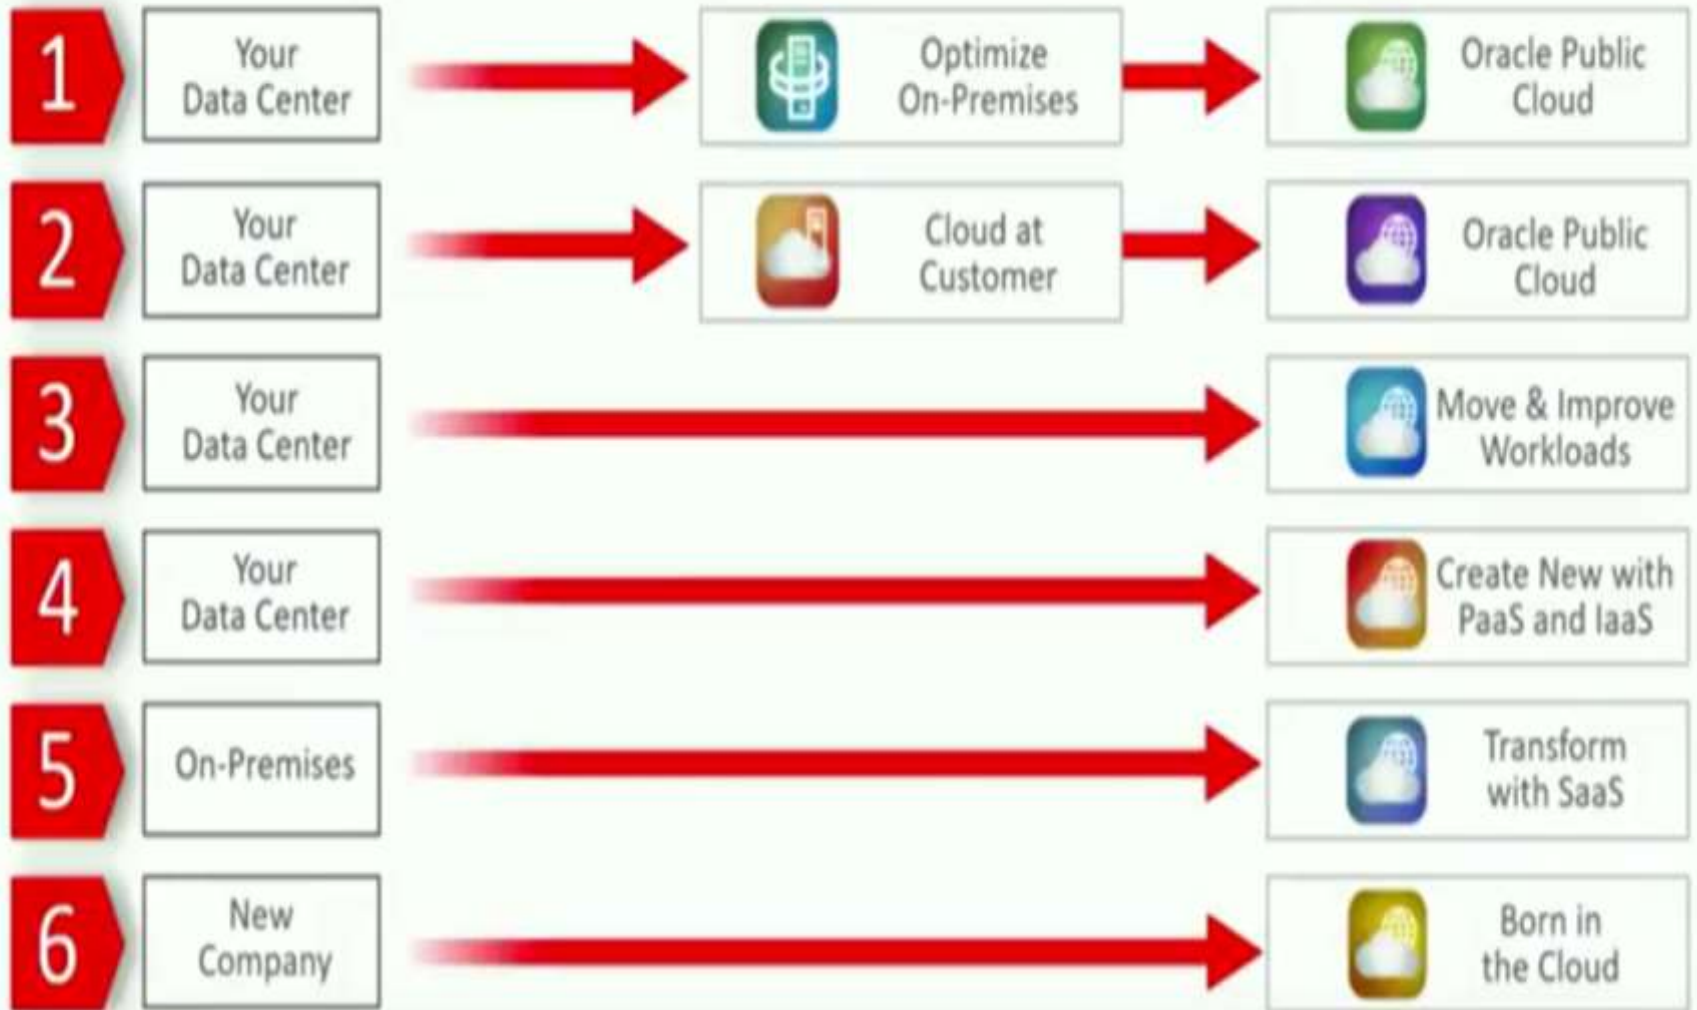 1
Your
Data Center
Optimize
On-Premises
Oracle Public
Cloud
2
Your
Data Center
Cloud at
Customer
Oracle Public
Cloud
3
Your
Data Center
Move & Improve
Workloads
4
Your
Data Center
Create New with
PaaS and IaaS
5
On-Premises
Transform
with SaaS
6
New
Company
Born in
the Cloud